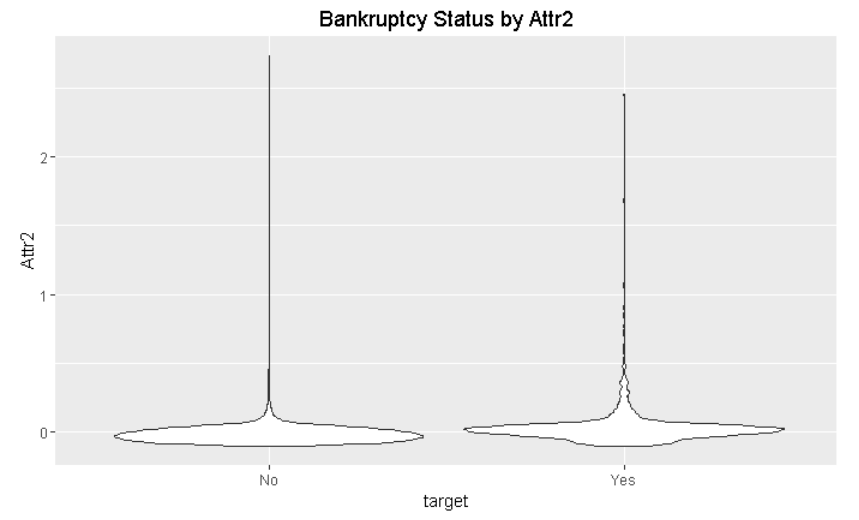 Bankruptcy Status by Attr2
Attr2
2
1
0
No
Yes
target